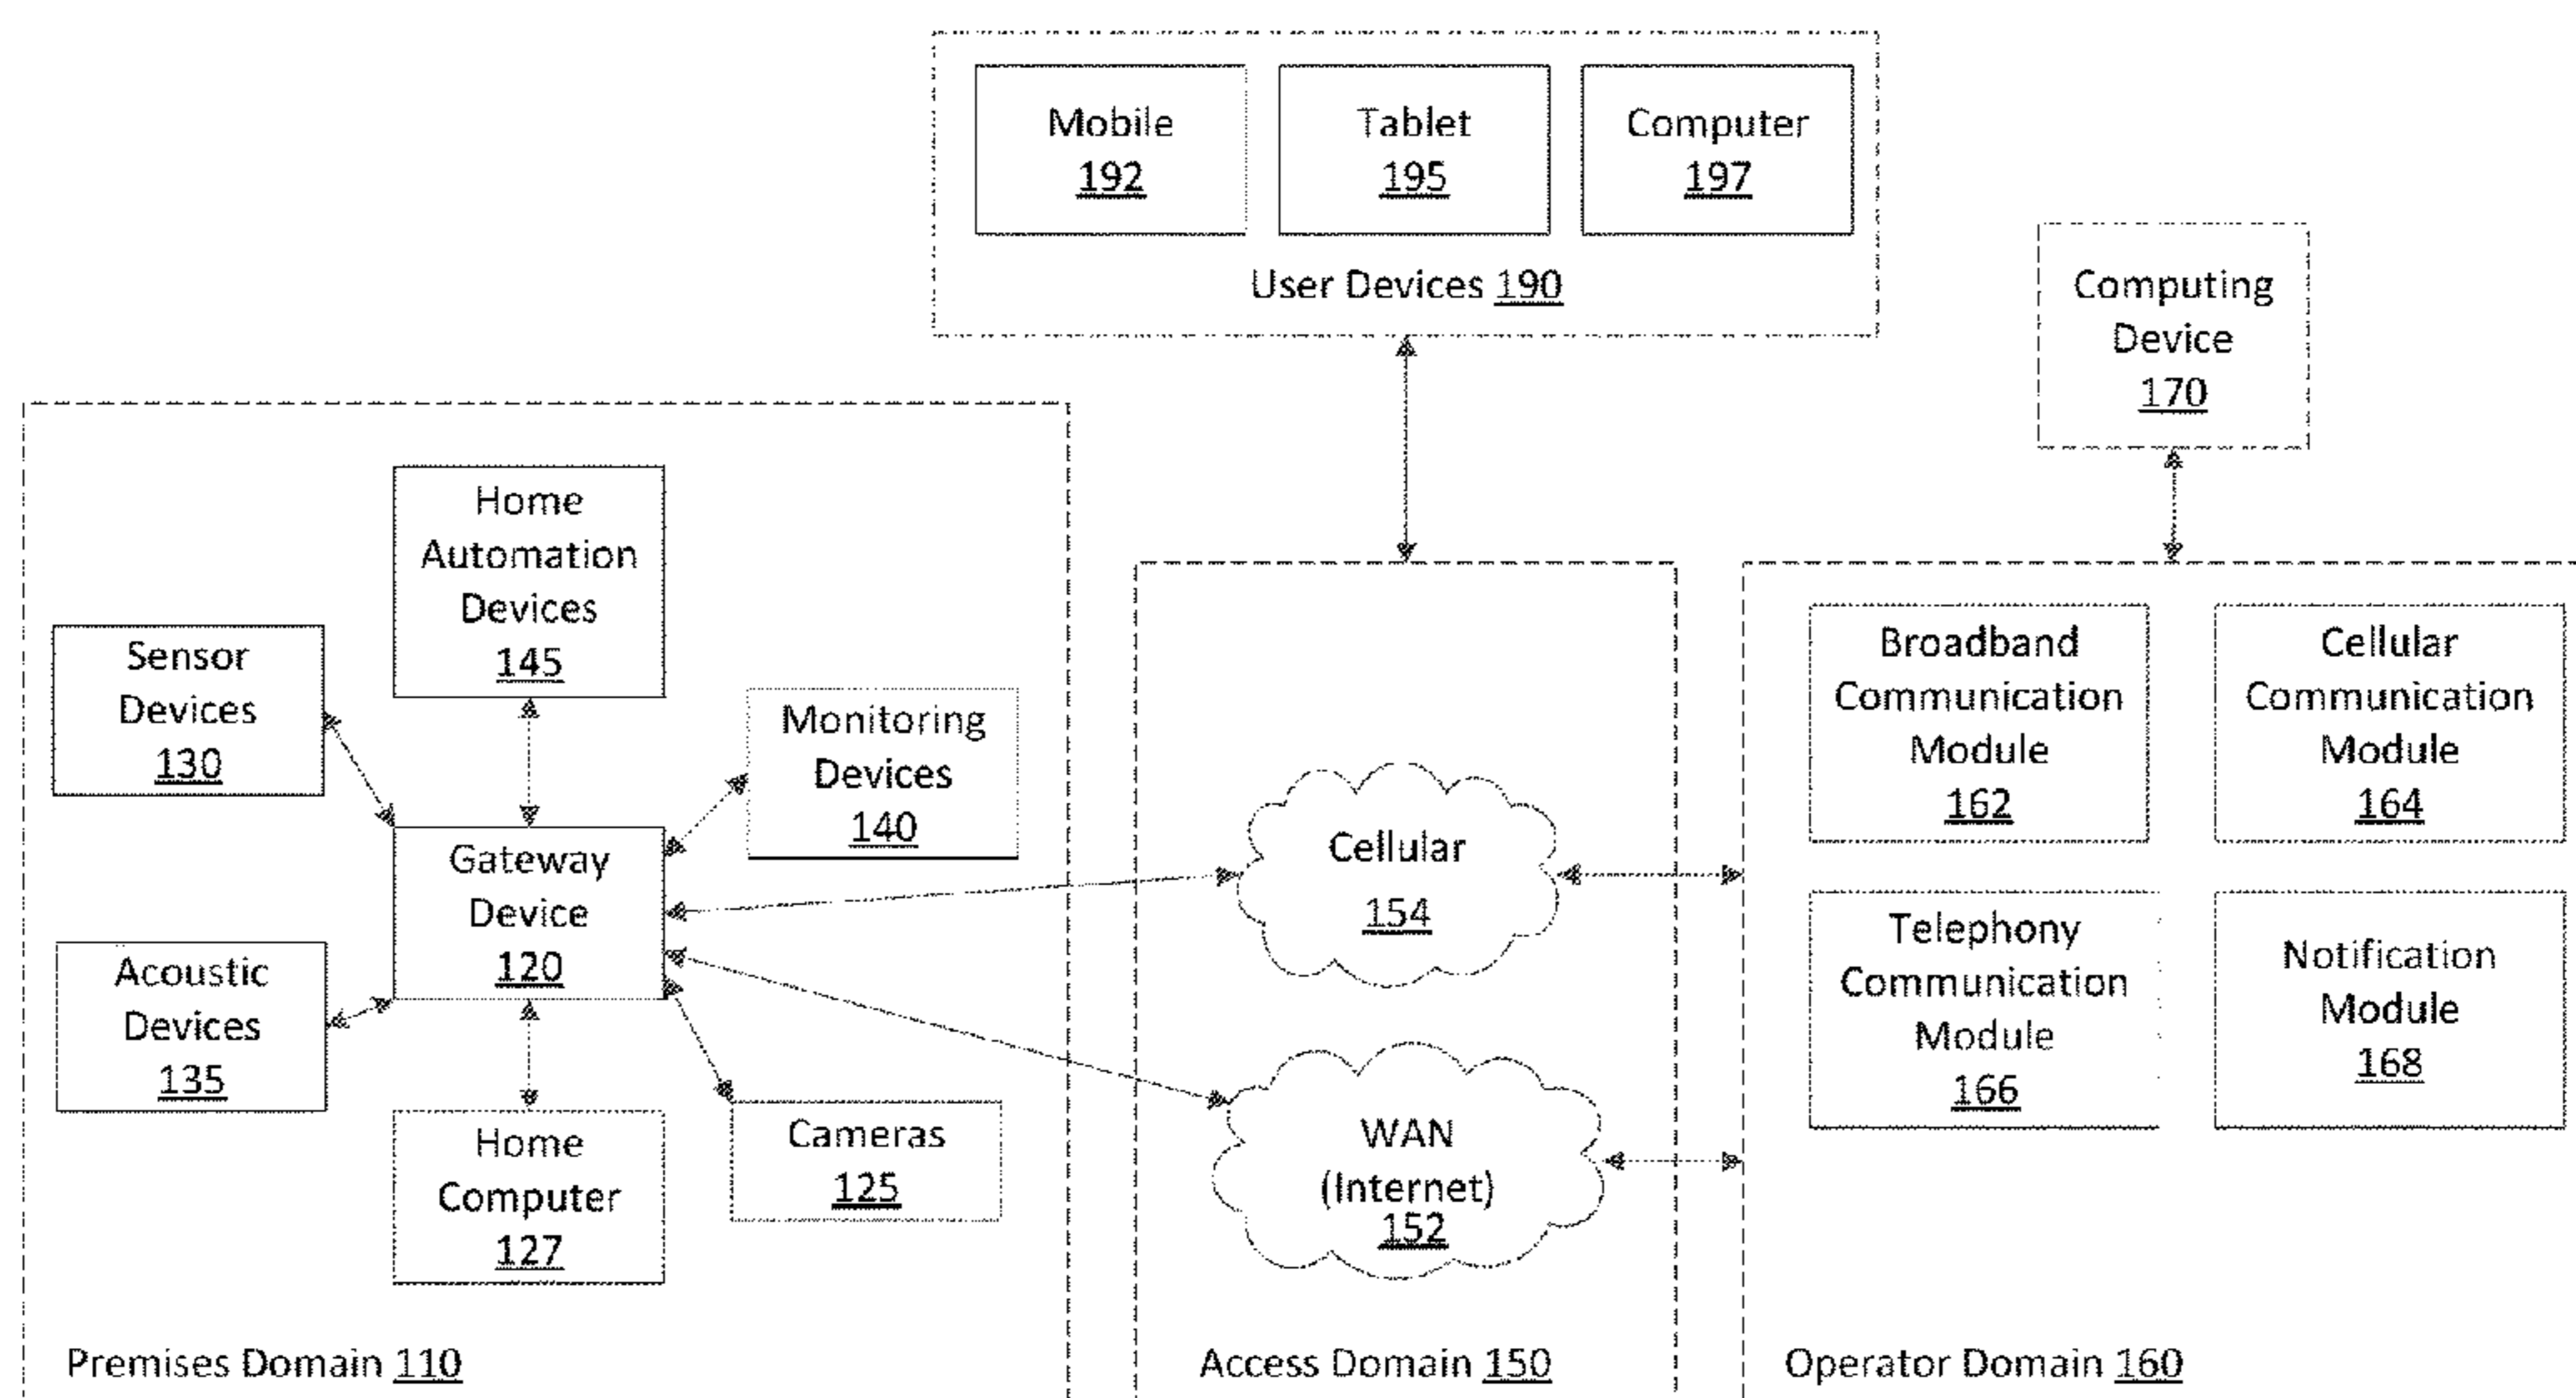 Mobile
192
Tablet
195
Computer
197
User Devices 190
Computing
Device
170
Home
Automation
Devices
145
Sensor
Devices
130
Monitoring
Devices
140
Gateway
Device
120
Acoustic
Devices
135
Home
Computer
127
Cameras
125
Premises Domain 110
Cellular
154
WAN
(Internet)
152
Access Domain 150
Broadband
Communication
Module
162
Cellular
Communication
Module
164
Telephony
Communication
Module
166
Notification
Module
168
Operator Domain 160